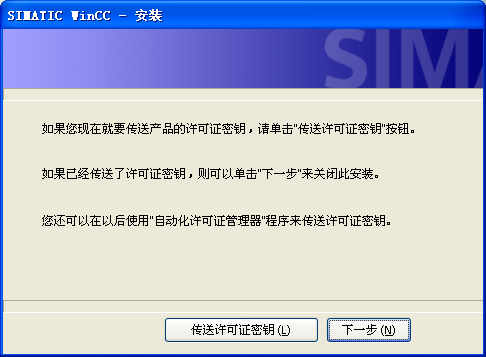 SIMATIC WinCC - 安装
SIMA
如果您现在就要传送产品的许可证密钥，请单击"传送许可证密钥"按钮。
如果已经传送了许可证密钥，则可以单击"下一步"来关闭此安装。
您还可以在以后使用"自动化许可证管理器"程序来传送许可证密钥。
传送许可证密钥(L)
下一步(N)